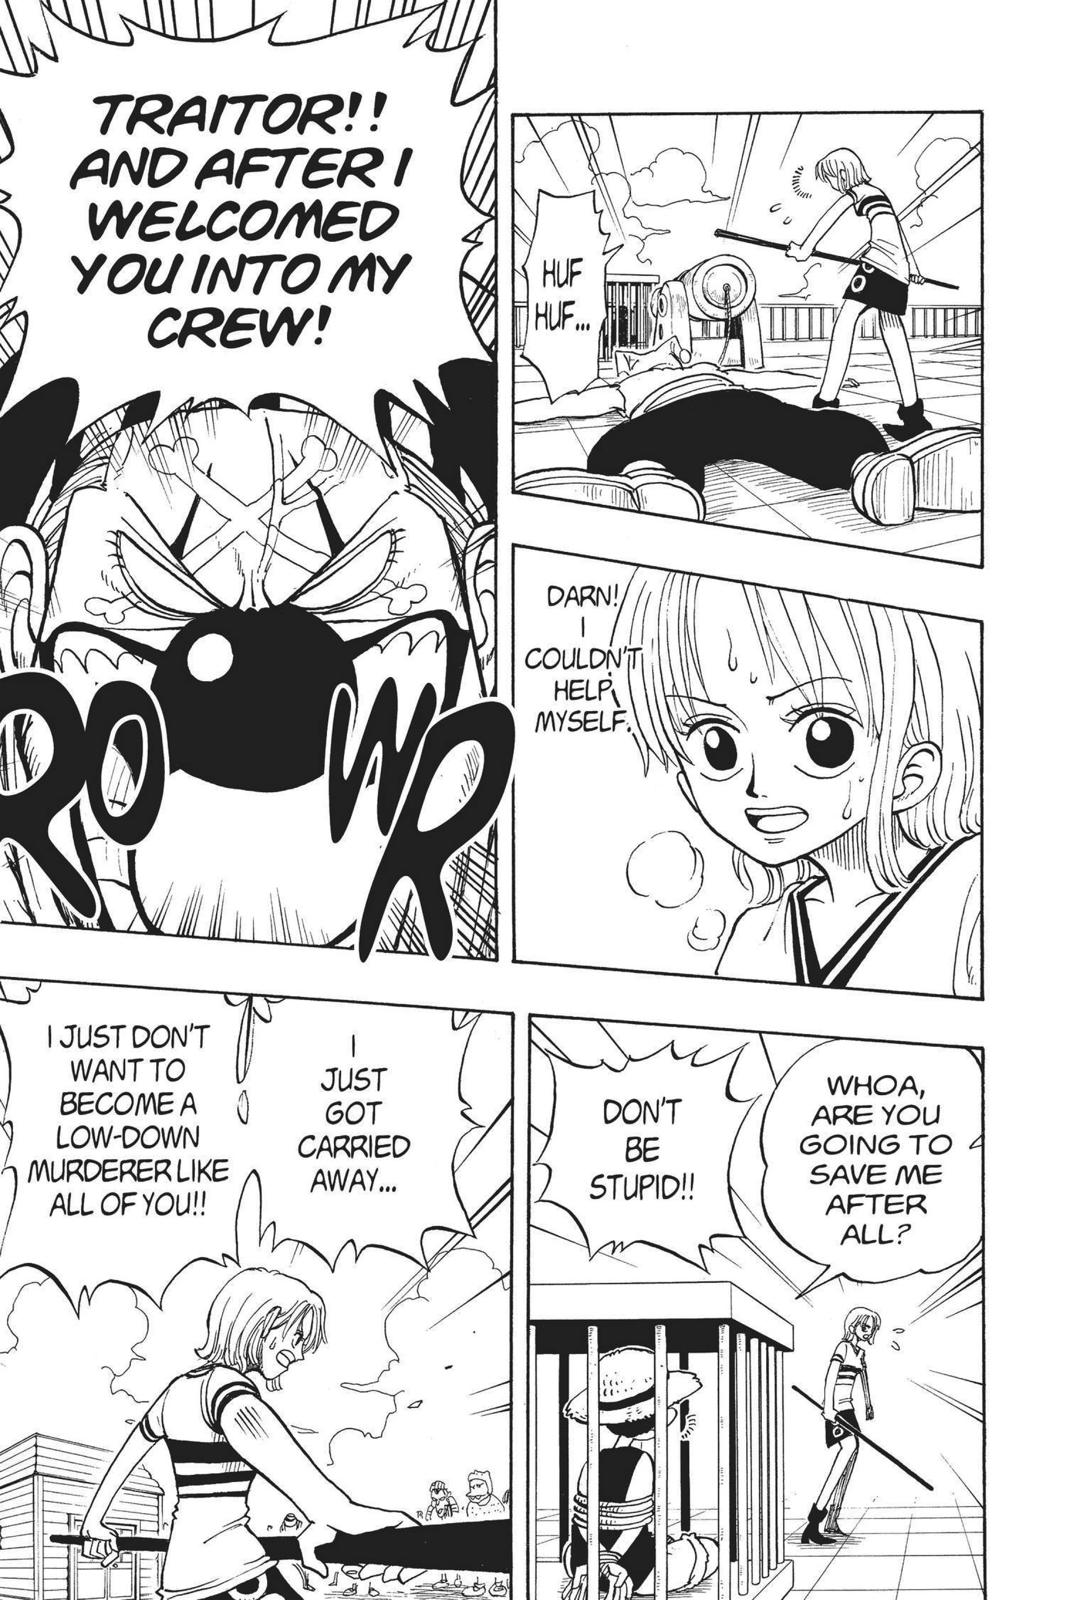 HUF
HUF...
DARN!
I
COULDN'T
HELP
MYSELF.
TRAITOR!!
AND AFTER I
WELCOMED
YOU INTO MY
CREW!
ROWR
WHOA,
ARE YOU
GOING TO
SAVE ME
AFTER
ALL?
DON'T
BE
STUPID!!
I
JUST
GOT
CARRIED
AWAY...
I JUST DON'T
WANT TO
BECOME A
LOW-DOWN
MURDERER LIKE
ALL OF YOU!!